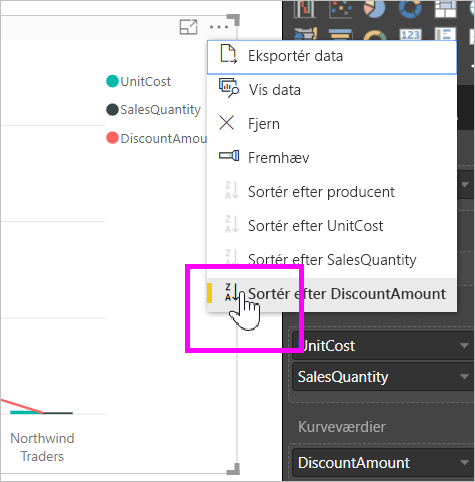 UnitCost
SalesQuantity
DiscountAmou
Eksportér data
Vis data
Fjern
Fremhæv
Sortér efter producent
Sortér efter UnitCost
Sortér efter SalesQuantity
Sortér efter DiscountAmount
UnitCost
SalesQuantity
Kurveværdier
DiscountAmount
Northwind
Traders